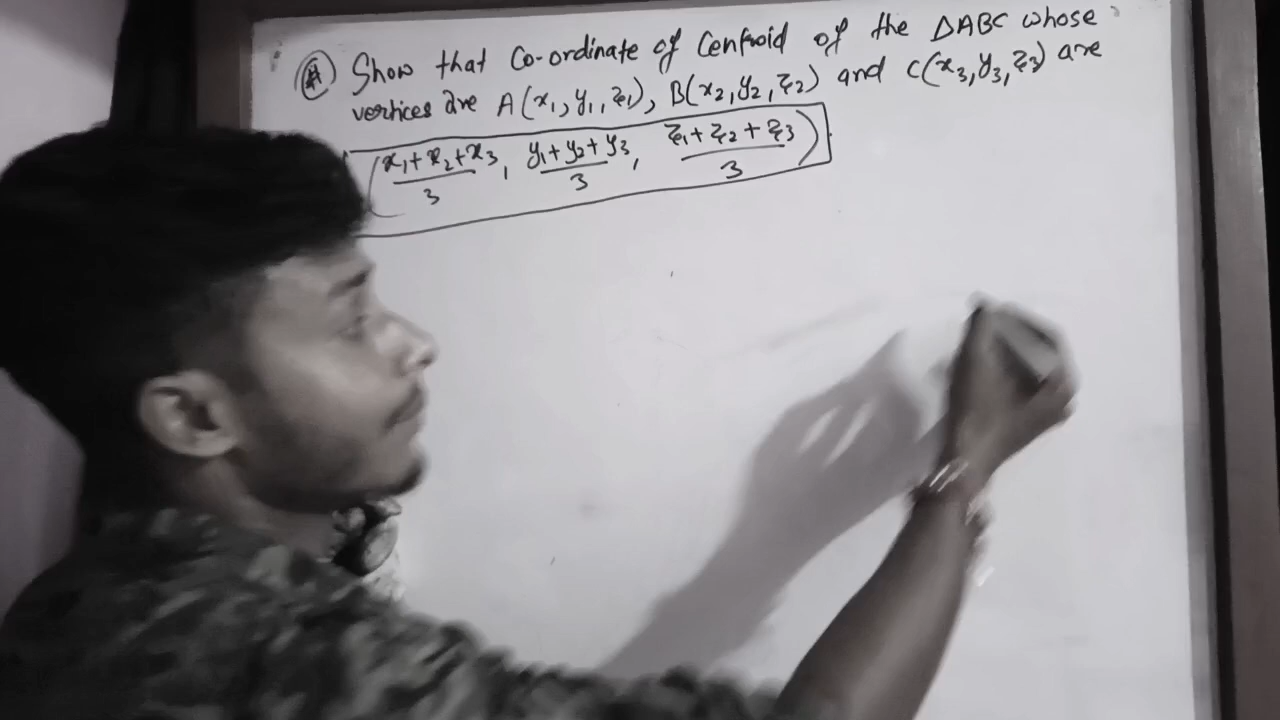 (A) Show that Co-ordinate of Centroid of the ΔABC whose
vertices are A(x₁, y₁, z₁), B(x₂, y₂, z₂) and C(x₃, y₃, z₃) are
(x₁+x₂+x₃/3, y₁+y₂+y₃/3, z₁+z₂+z₃/3)